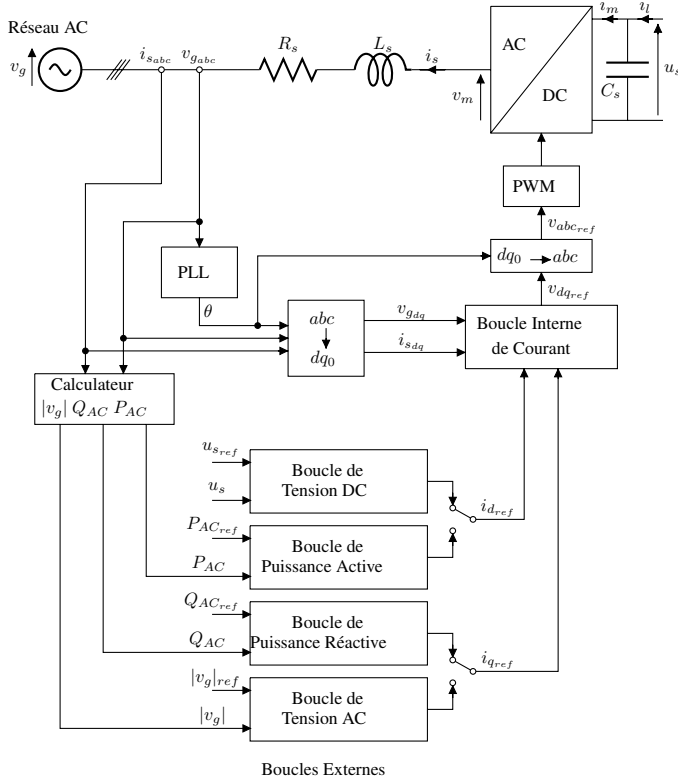 Réseau AC
v_g
i_{s_{abc}}
v_{g_{abc}}
R_s
L_s
i_s
v_m
AC
DC
i_m
i_l
C_s
u_s
PWM
v_{abc_{ref}}
dq_0 → abc
v_{dq_{ref}}
PLL
θ
abc
dq_0
v_{g_{dq}}
i_{s_{dq}}
Boucle Interne
de Courant
Calculateur
|v_g| Q_{AC} P_{AC}
u_{s_{ref}}
u_s
Boucle de
Tension DC
i_{d_{ref}}
P_{AC_{ref}}
P_{AC}
Boucle de
Puissance Active
Q_{AC_{ref}}
Q_{AC}
Boucle de
Puissance Réactive
i_{q_{ref}}
|v_g|_{ref}
|v_g|
Boucle de
Tension AC
Boucles Externes